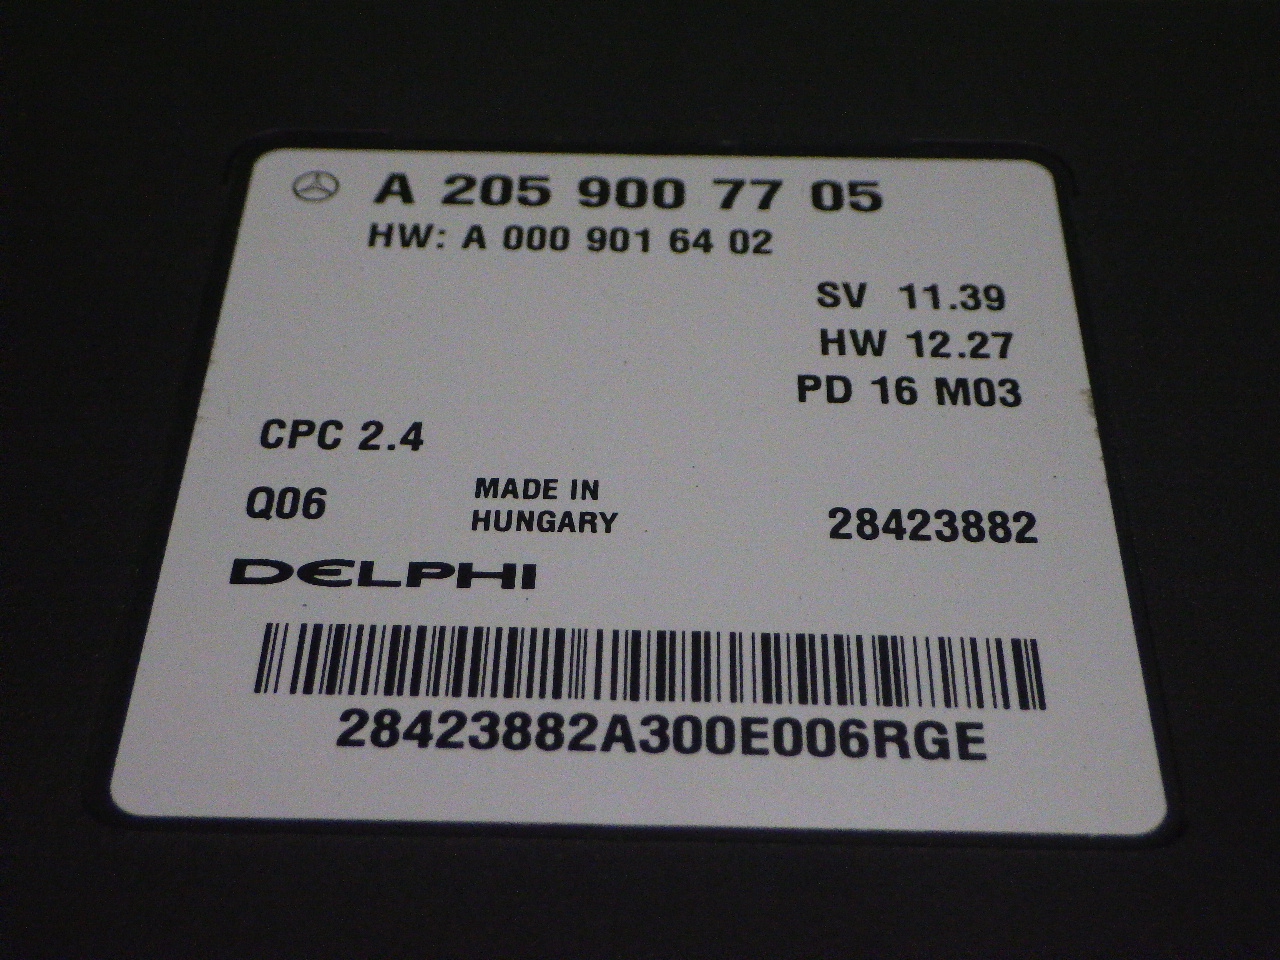 A 205 900 77 05
HW: A 000 901 64 02
SV 11.39
HW 12.27
PD 16 M03
CPC 2.4
Q06
MADE IN
HUNGARY
28423882
DELPHI
28423882A300E006RGE